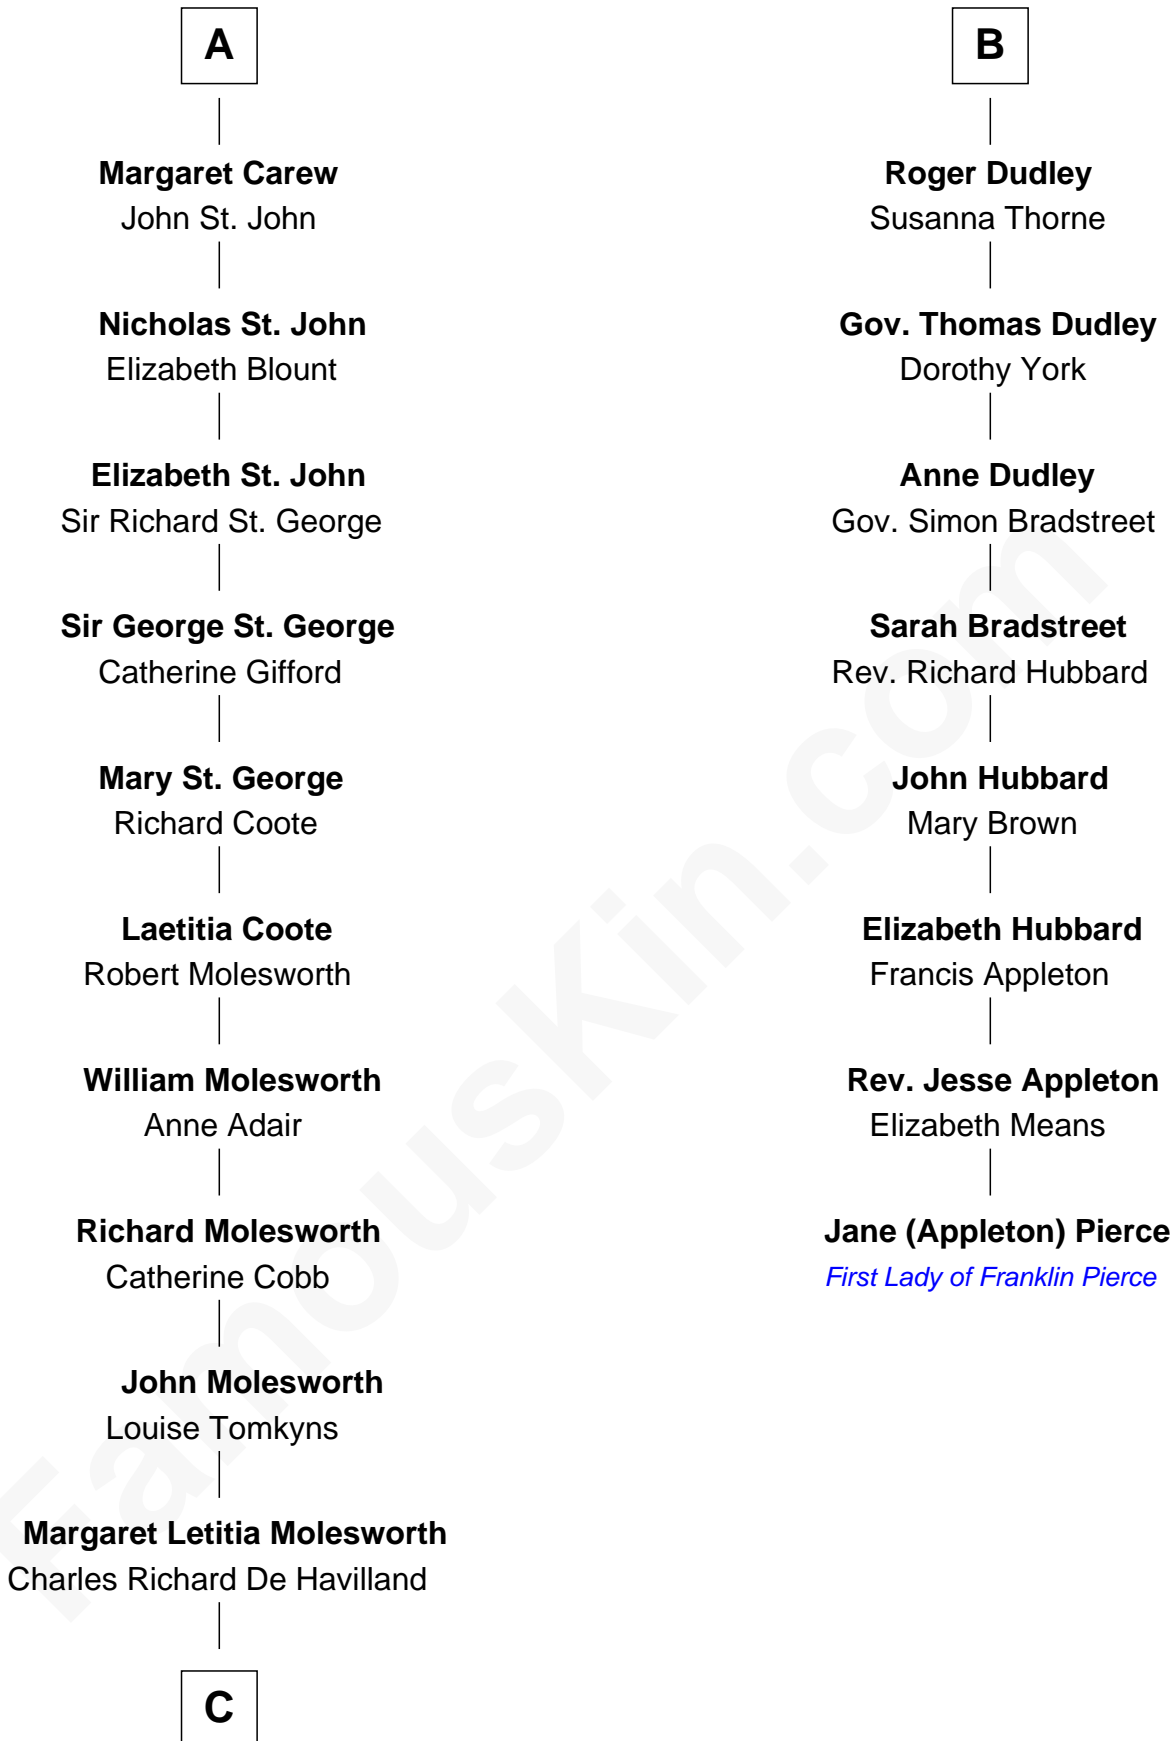 A
Margaret Carew
John St. John
Nicholas St. John
Elizabeth Blount
Elizabeth St. John
Sir Richard St. George
Sir George St. George
Catherine Gifford
Mary St. George
Richard Coote
Laetitia Coote
Robert Molesworth
William Molesworth
Anne Adair
Richard Molesworth
Catherine Cobb
John Molesworth
Louise Tomkyns
Margaret Letitia Molesworth
Charles Richard De Havilland
C
B
Roger Dudley
Susanna Thorne
Gov. Thomas Dudley
Dorothy York
Anne Dudley
Gov. Simon Bradstreet
Sarah Bradstreet
Rev. Richard Hubbard
John Hubbard
Mary Brown
Elizabeth Hubbard
Francis Appleton
Rev. Jesse Appleton
Elizabeth Means
Jane (Appleton) Pierce
First Lady of Franklin Pierce
FamousKin.com